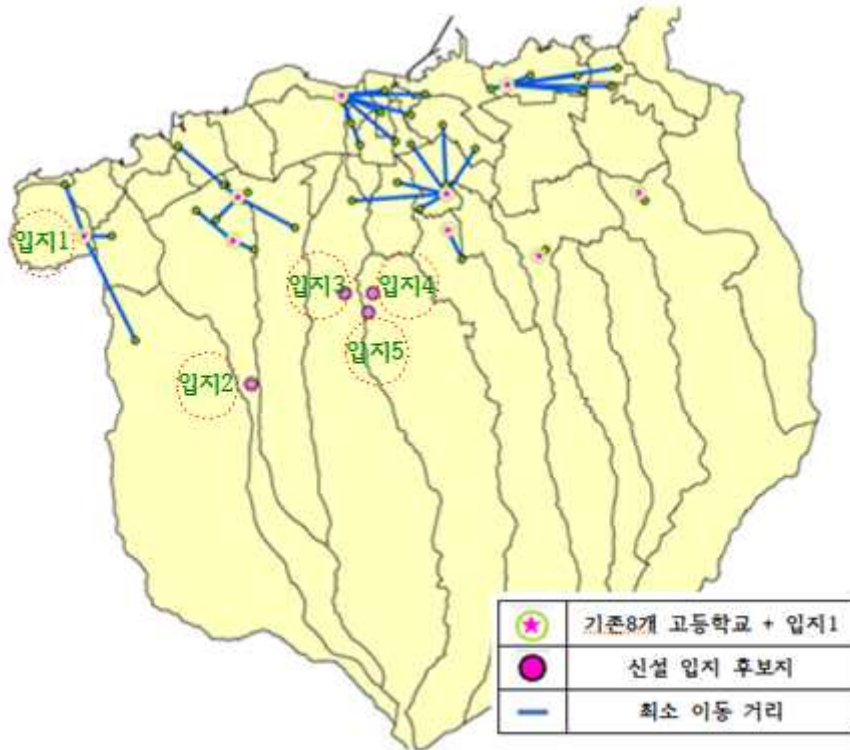 입지1
입지3
입지4
입지5
입지2
기존8개 고등학교 + 입지1
신설 입지 후보지
최소 이동 거리